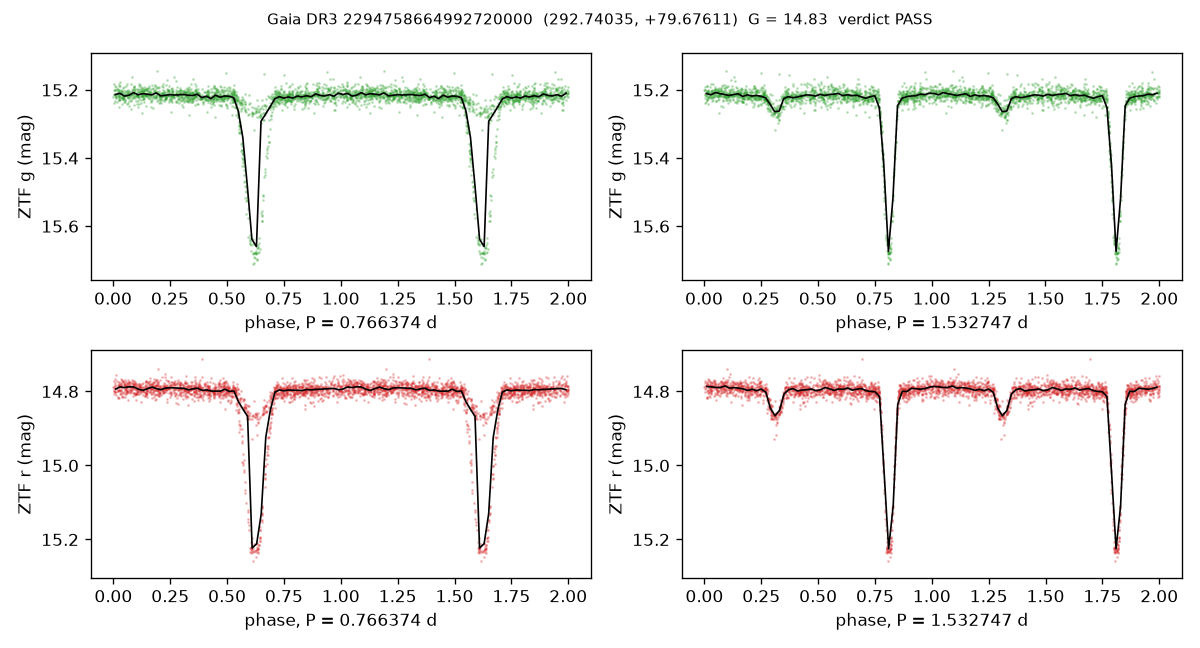 Gaia DR3 2294758664992720000 (292.74035, +79.67611) G = 14.83 verdict PASS
ZTF g (mag)
15.2
15.4
15.6
0.00 0.25 0.50 0.75 1.00 1.25 1.50 1.75 2.00
phase, P = 0.766374 d
ZTF g (mag)
15.2
15.4
15.6
0.00 0.25 0.50 0.75 1.00 1.25 1.50 1.75 2.00
phase, P = 1.532747 d
ZTF r (mag)
14.8
15.0
15.2
0.00 0.25 0.50 0.75 1.00 1.25 1.50 1.75 2.00
phase, P = 0.766374 d
ZTF r (mag)
14.8
15.0
15.2
0.00 0.25 0.50 0.75 1.00 1.25 1.50 1.75 2.00
phase, P = 1.532747 d